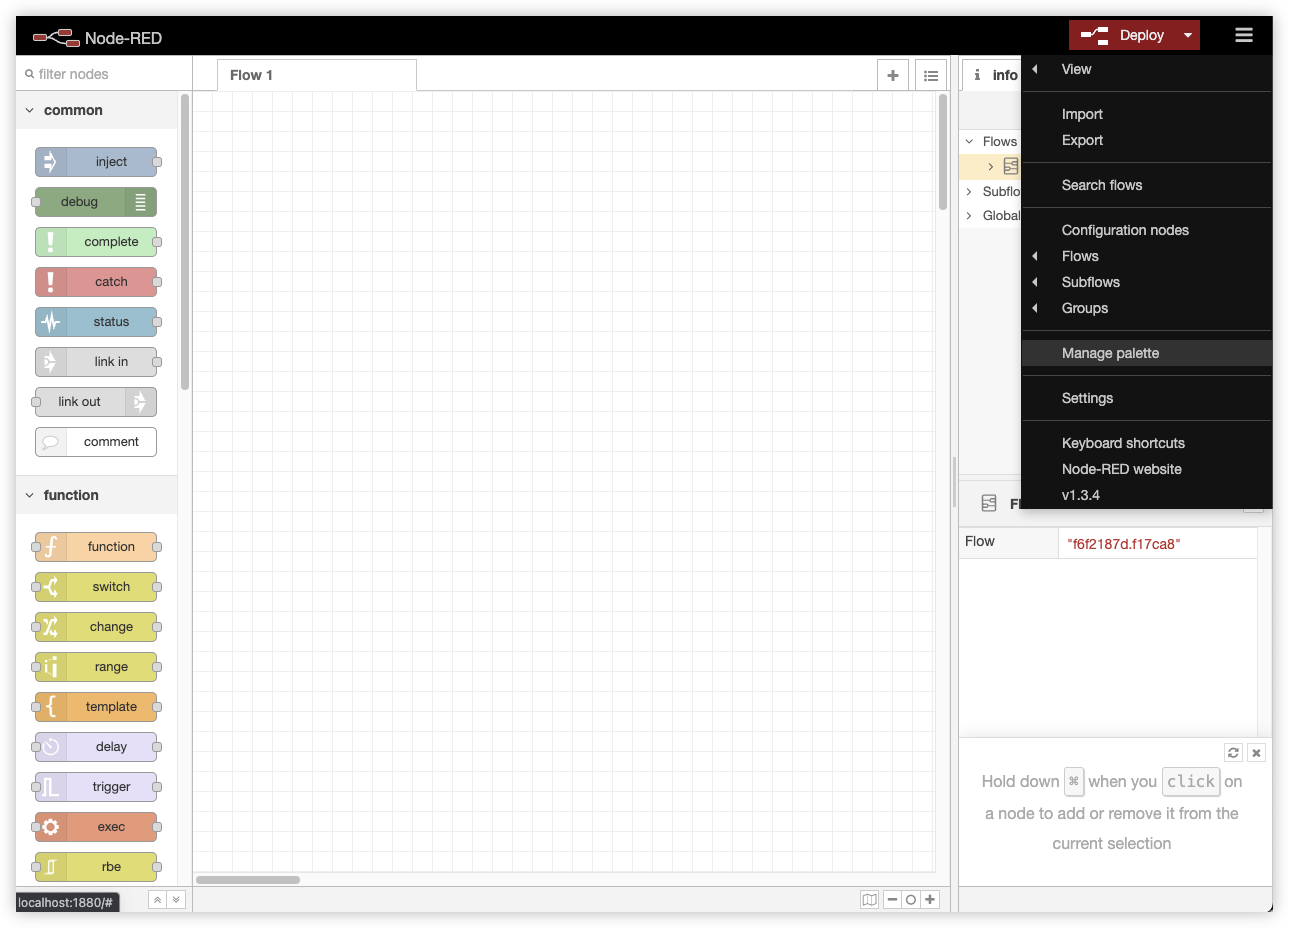 Node-RED
Deploy
filter nodes
Flow 1
info
common
inject
debug
complete
catch
status
link in
link out
comment
function
function
switch
change
range
template
delay
trigger
exec
rbe
localhost:1880/#
Flows
Subflo
Global
View
Import
Export
Search flows
Configuration nodes
Flows
Subflows
Groups
Manage palette
Settings
Keyboard shortcuts
Node-RED website
v1.3.4
Flow "f6f2187d.f17ca8"
Hold down ⌘ when you click on
a node to add or remove it from the
current selection